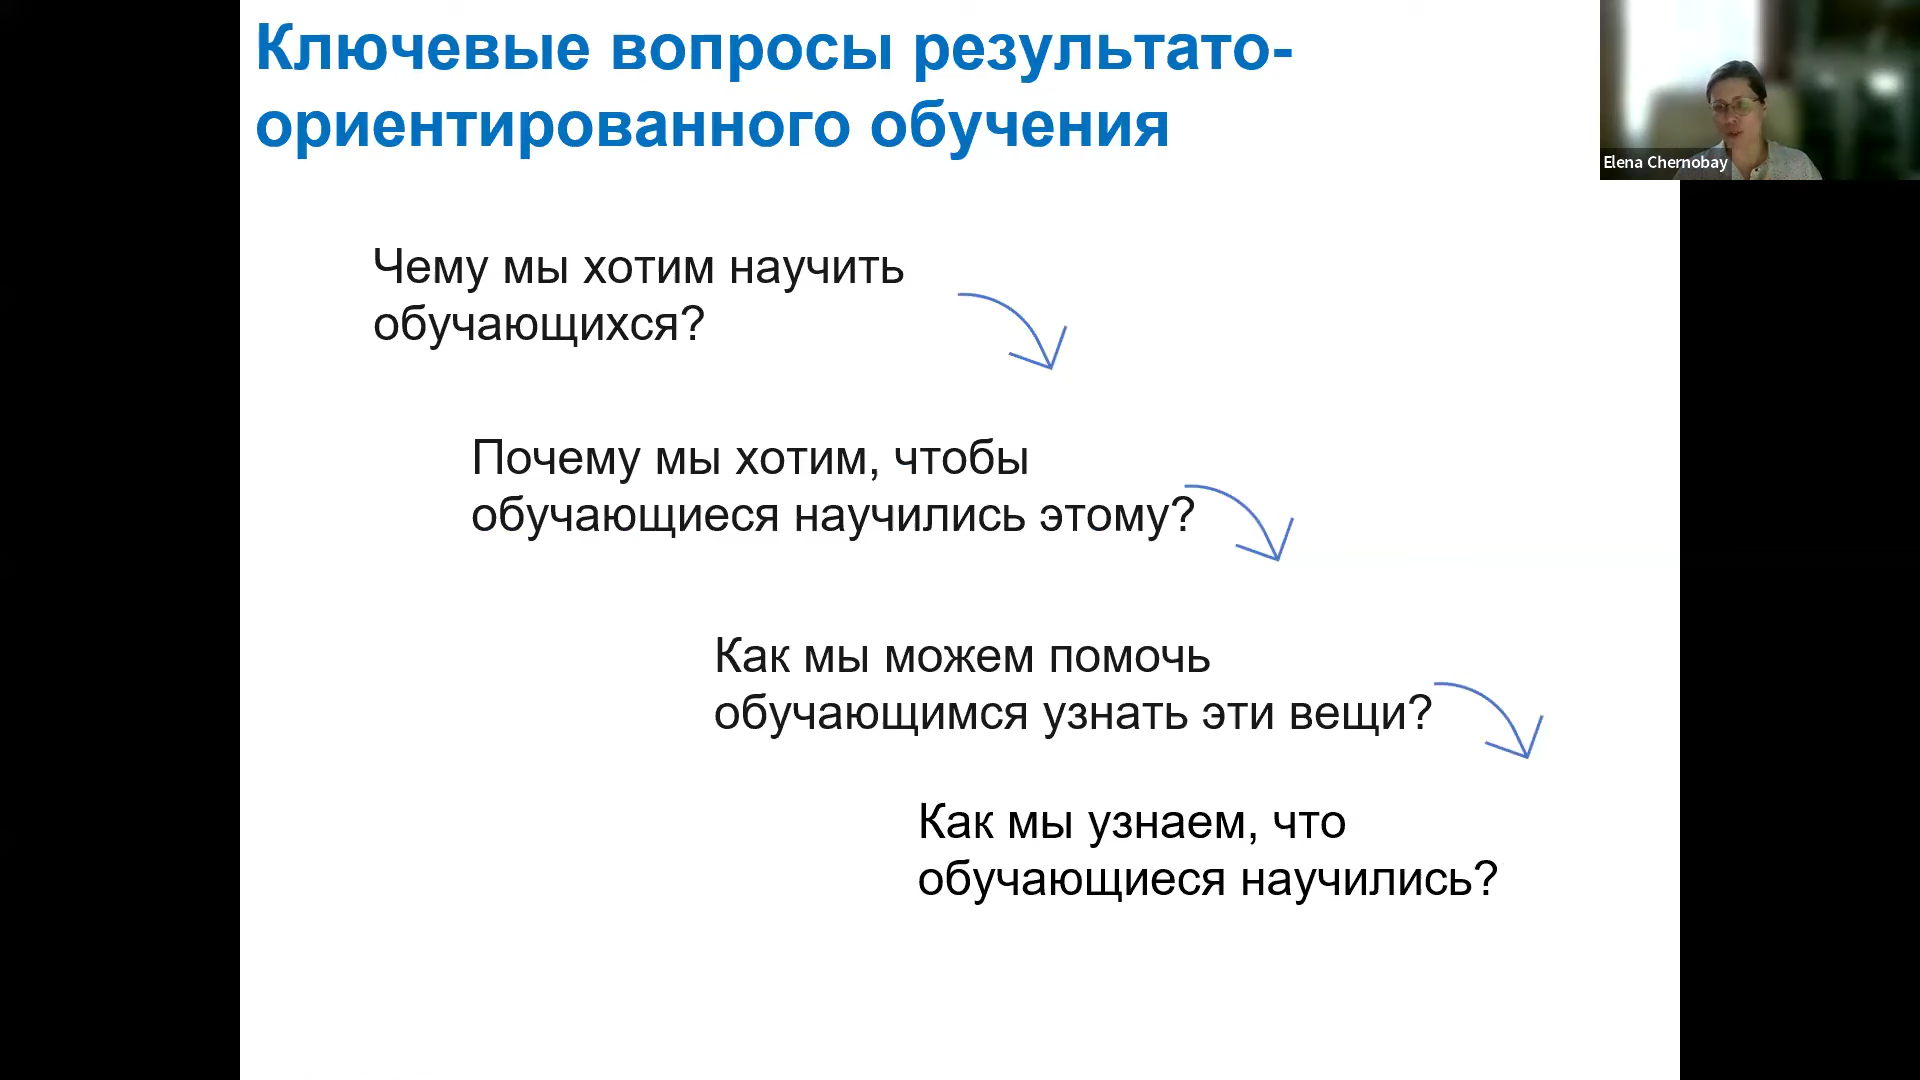 Ключевые вопросы результато-
ориентированного обучения
Elena Chernobay
Чему мы хотим научить
обучающихся?
Почему мы хотим, чтобы
обучающиеся научились этому?
Как мы можем помочь
обучающимся узнать эти вещи?
Как мы узнаем, что
обучающиеся научились?